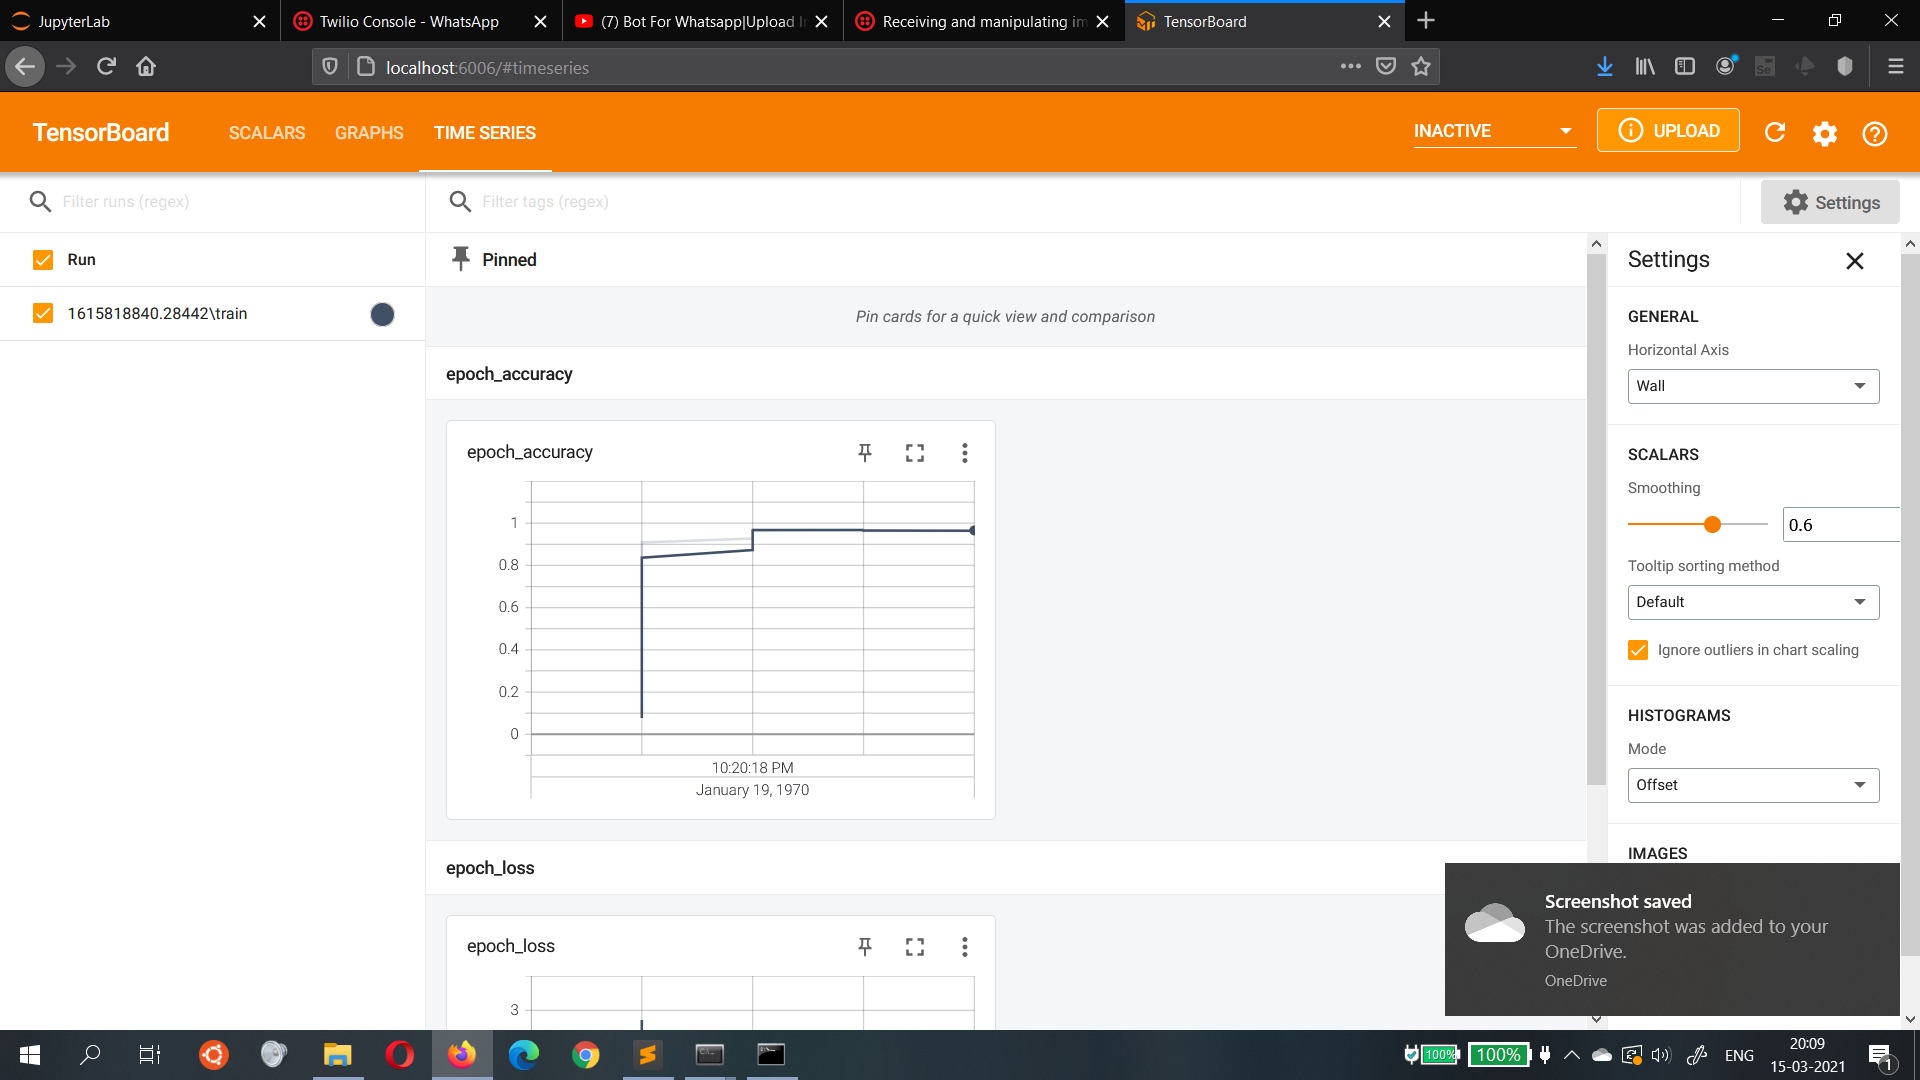 JupyterLab
Twilio Console - WhatsApp
(7) Bot For Whatsapp|Upload I
Receiving and manipulating im
TensorBoard
localhost:6006/#timeseries
TensorBoard
SCALARS
GRAPHS
TIME SERIES
INACTIVE
UPLOAD
Filter runs (regex)
Filter tags (regex)
Settings
Run
1615818840.28442\train
Pinned
Pin cards for a quick view and comparison
epoch_accuracy
epoch_accuracy
1
0.8
0.6
0.4
0.2
0
10:20:18 PM
January 19, 1970
epoch_loss
epoch_loss
3
Settings
GENERAL
Horizontal Axis
Wall
SCALARS
Smoothing
0.6
Tooltip sorting method
Default
Ignore outliers in chart scaling
HISTOGRAMS
Mode
Offset
IMAGES
Screenshot saved
The screenshot was added to your
OneDrive.
OneDrive
100%
100%
ENG
20:09
15-03-2021
1